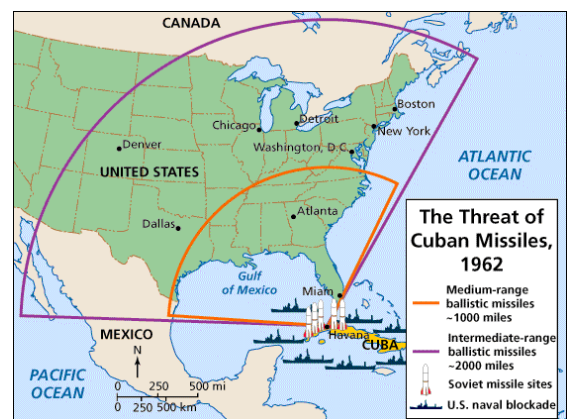 CANADA
Boston
Detroit
Chicago
New York
Denver
Washington, D.C.
ATLANTIC
OCEAN
UNITED STATES
Atlanta
Dallas
Gulf
of Mexico
Miami
Havana
CUBA
MEXICO
N
PACIFIC
OCEAN
0 250 500 mi
0 250 500 km
The Threat of
Cuban Missiles,
1962
Medium-range
ballistic missiles
~1000 miles
Intermediate-range
ballistic missiles
~2000 miles
Soviet missile sites
U.S. naval blockade